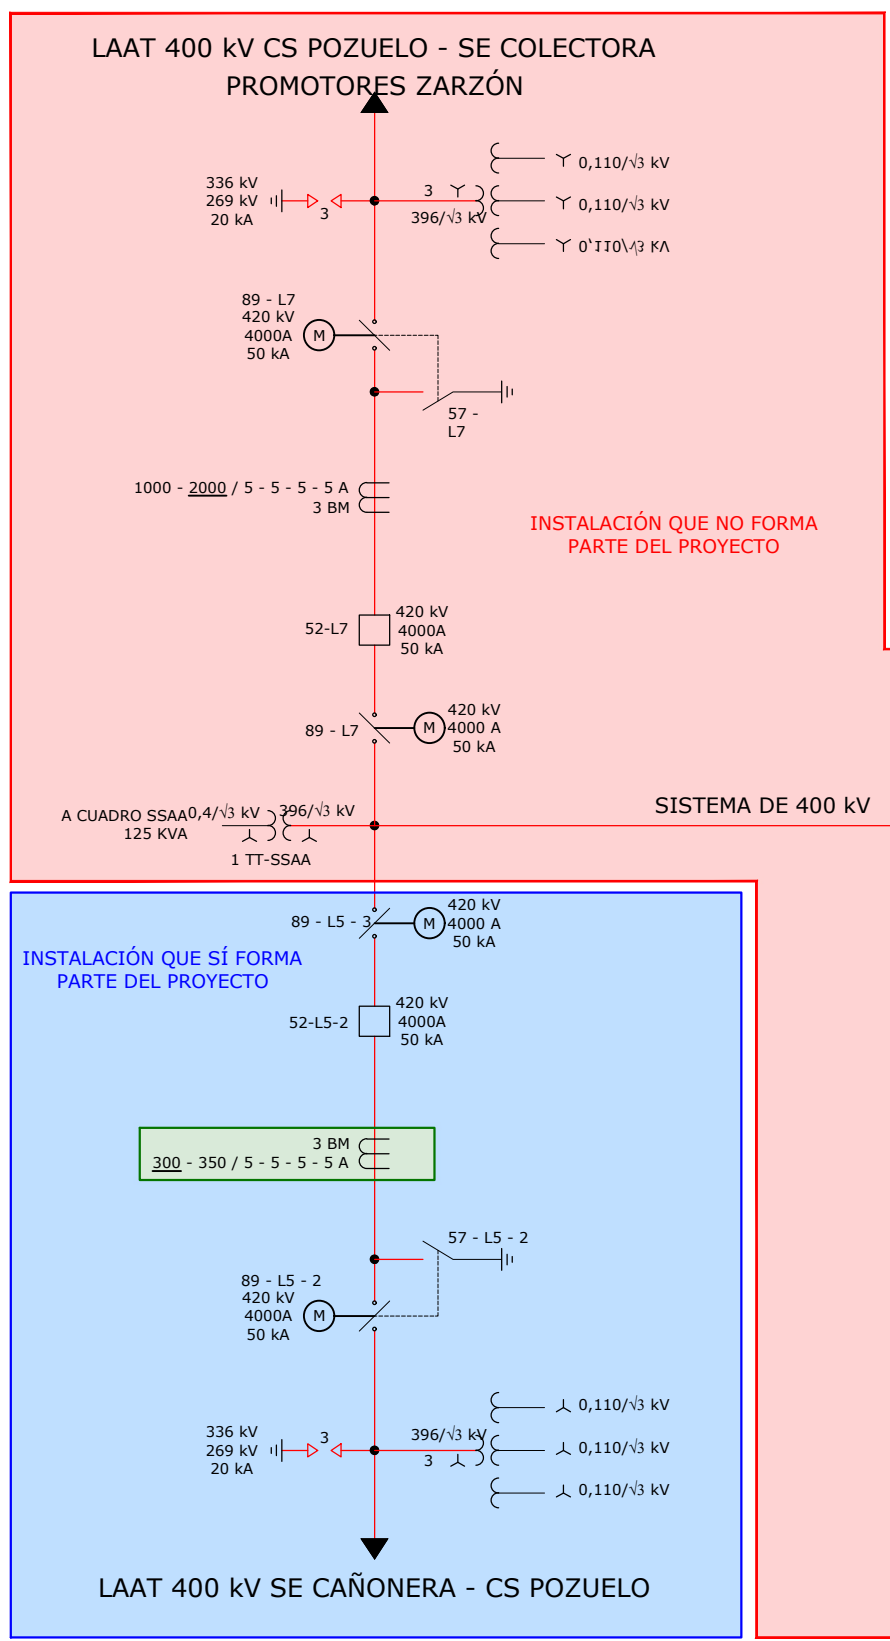 LAAT 400 kV CS POZUELO - SE COLECTORA
PROMOTORES ZARZÓN
0,110/√3 kV
336 kV
269 kV
20 kA
3
3
396/√3 kV
0,110/√3 kV
0,110/√3 kV
89 - L7
420 kV
4000A
50 kA
M
57 -
L7
1000 - 2000 / 5 - 5 - 5 - 5 A
3 BM
INSTALACIÓN QUE NO FORMA
PARTE DEL PROYECTO
52-L7
420 kV
4000A
50 kA
89 - L7
M
420 kV
4000 A
50 kA
SISTEMA DE 400 kV
A CUADRO SSAA
125 KVA
0,4/√3 kV
396/√3 kV
1 TT-SSAA
89 - L5 - 3
M
420 kV
4000 A
50 kA
INSTALACIÓN QUE SÍ FORMA
PARTE DEL PROYECTO
52-L5-2
420 kV
4000A
50 kA
3 BM
300 - 350 / 5 - 5 - 5 - 5 A
57 - L5 - 2
89 - L5 - 2
420 kV
4000A
50 kA
M
0,110/√3 kV
336 kV
269 kV
20 kA
3
396/√3 kV
3
0,110/√3 kV
0,110/√3 kV
LAAT 400 kV SE CAÑONERA - CS POZUELO